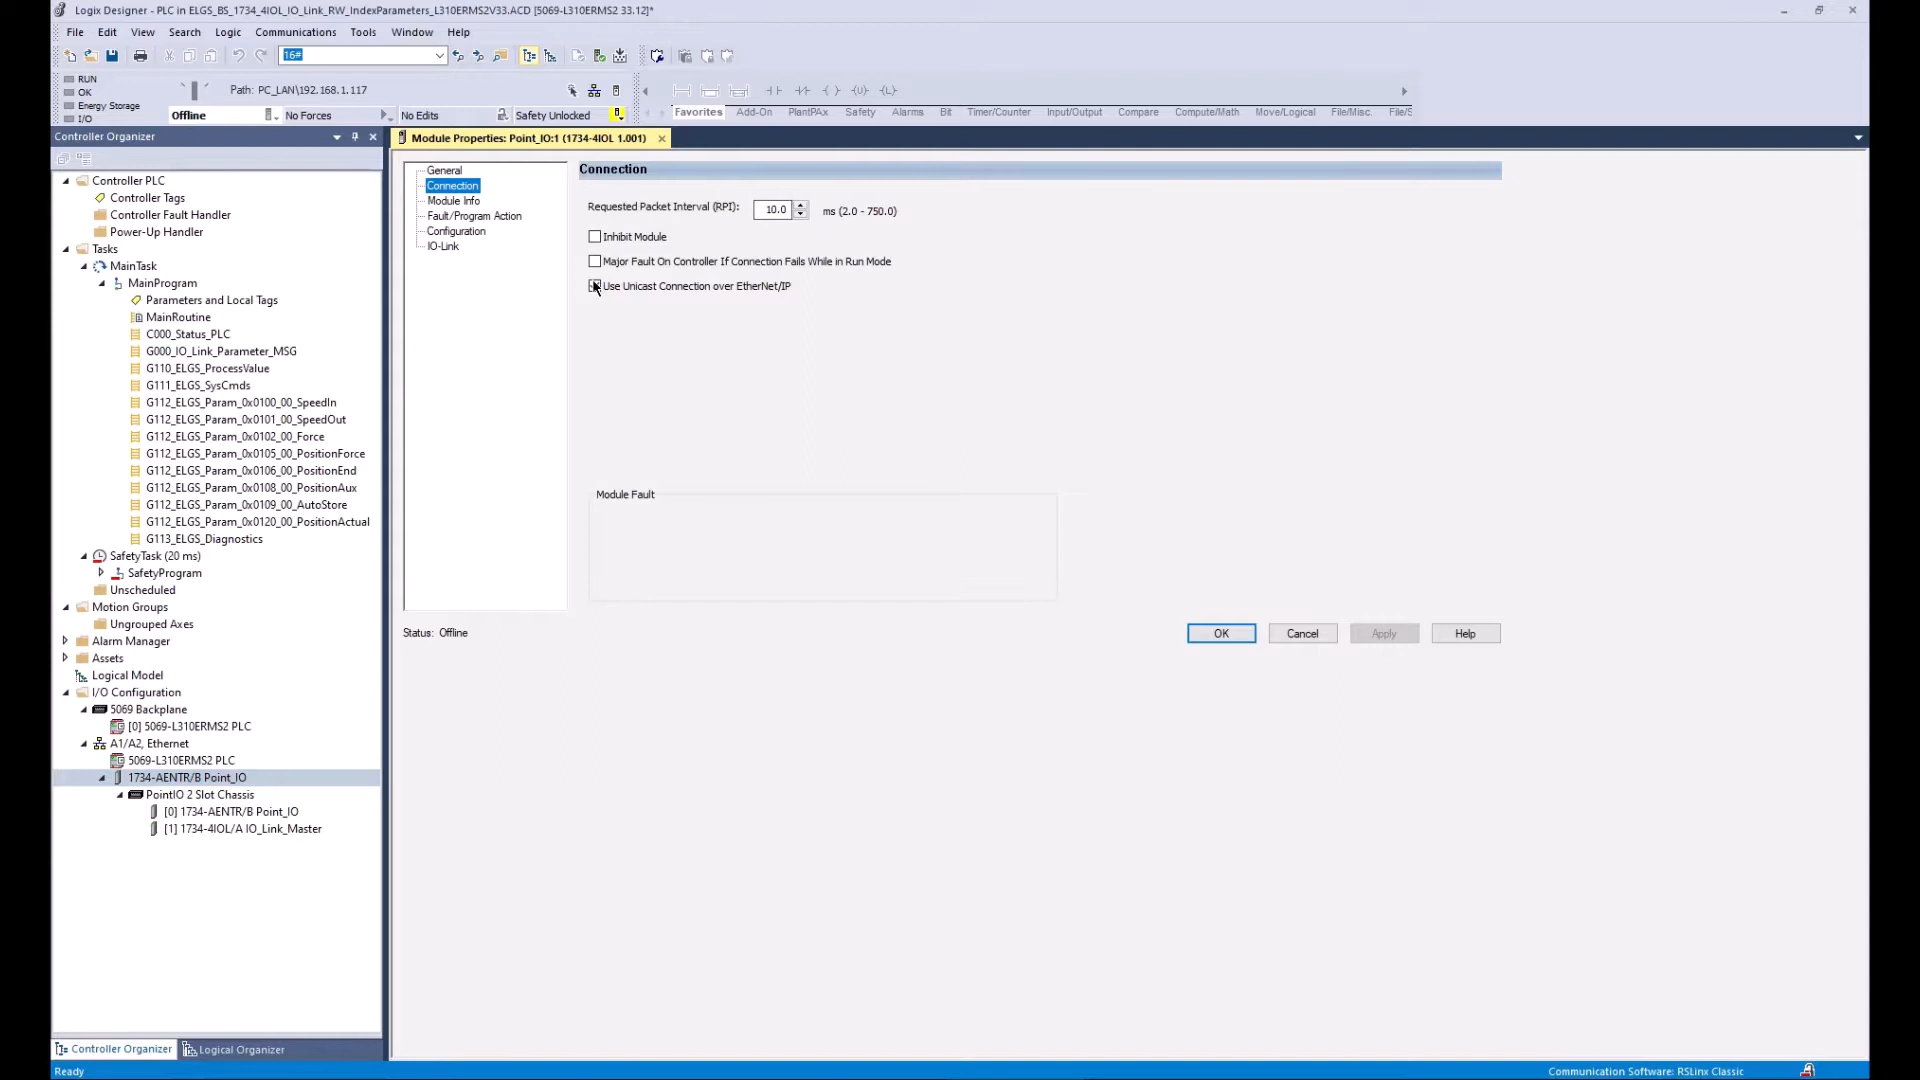 Logix Designer - PLC in ELGS_BS_1734_4IOL_IO_Link_RW_IndexParameters_L310ERMS2V33.ACD [5069-L310ERMS2 33.12]*
File Edit View Search Logic Communications Tools Window Help
16#
RUN
OK
Energy Storage
I/O
Path: PC_LAN\192.168.1.117
Offline
No Forces
No Edits
Safety Unlocked
Favorites Add-On PlantPAx Safety Alarms Bit Timer/Counter Input/Output Compare Compute/Math Move/Logical File/Misc. File/S
Controller Organizer
Module Properties: Point_IO:1 (1734-4IOL 1.001)
Controller PLC
Controller Tags
Controller Fault Handler
Power-Up Handler
Tasks
MainTask
MainProgram
Parameters and Local Tags
MainRoutine
C000_Status_PLC
G000_IO_Link_Parameter_MSG
G110_ELGS_ProcessValue
G111_ELGS_SysCmds
G112_ELGS_Param_0x0100_00_SpeedIn
G112_ELGS_Param_0x0101_00_SpeedOut
G112_ELGS_Param_0x0102_00_Force
G112_ELGS_Param_0x0105_00_PositionForce
G112_ELGS_Param_0x0106_00_PositionEnd
G112_ELGS_Param_0x0108_00_PositionAux
G112_ELGS_Param_0x0109_00_AutoStore
G112_ELGS_Param_0x0120_00_PositionActual
G113_ELGS_Diagnostics
SafetyTask (20 ms)
SafetyProgram
Unscheduled
Motion Groups
Ungrouped Axes
Alarm Manager
Assets
Logical Model
I/O Configuration
5069 Backplane
[0] 5069-L310ERMS2 PLC
A1/A2, Ethernet
5069-L310ERMS2 PLC
1734-AENTR/B Point_IO
PointIO 2 Slot Chassis
[0] 1734-AENTR/B Point_IO
[1] 1734-4IOL/A IO_Link_Master
General
Connection
Module Info
Fault/Program Action
Configuration
IO-Link
Connection
Requested Packet Interval (RPI): 10.0 ms (2.0 - 750.0)
Inhibit Module
Major Fault On Controller If Connection Fails While in Run Mode
Use Unicast Connection over EtherNet/IP
Module Fault
Status: Offline
OK Cancel Apply Help
Controller Organizer Logical Organizer
Ready
Communication Software: RSLinx Classic